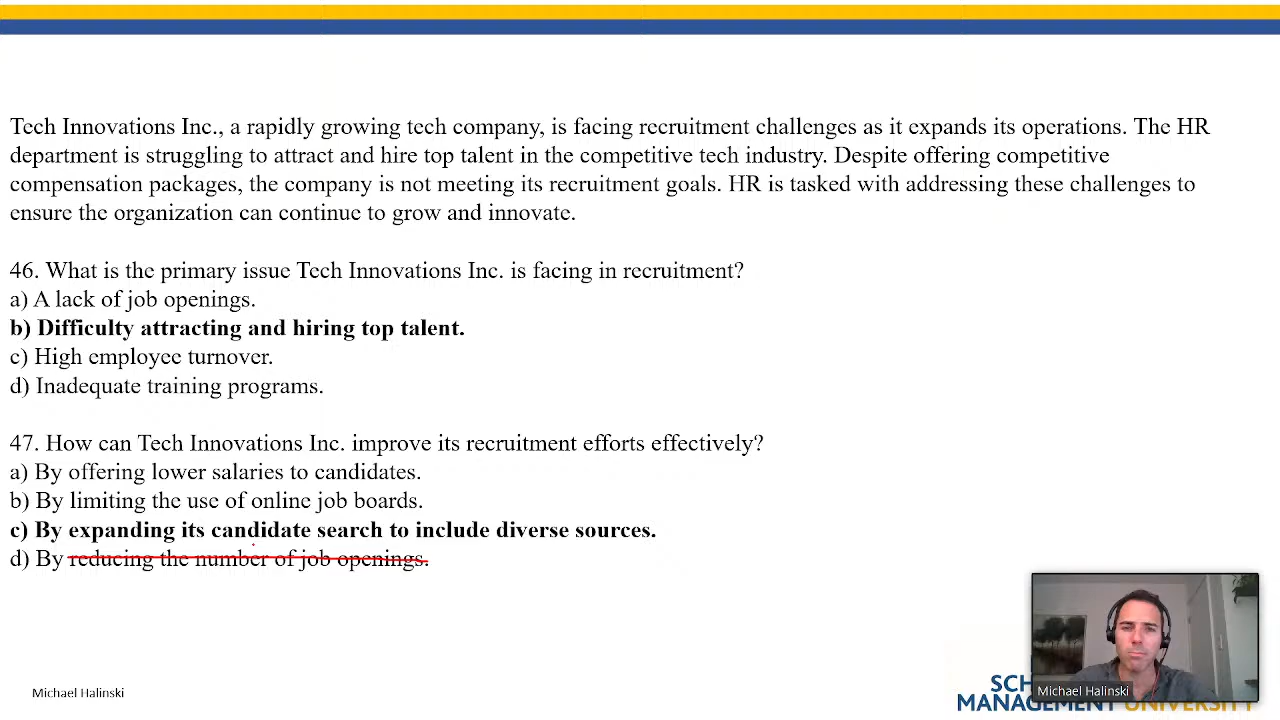 Tech Innovations Inc., a rapidly growing tech company, is facing recruitment challenges as it expands its operations. The HR
department is struggling to attract and hire top talent in the competitive tech industry. Despite offering competitive
compensation packages, the company is not meeting its recruitment goals. HR is tasked with addressing these challenges to
ensure the organization can continue to grow and innovate.
46. What is the primary issue Tech Innovations Inc. is facing in recruitment?
a) A lack of job openings.
b) Difficulty attracting and hiring top talent.
c) High employee turnover.
d) Inadequate training programs.
47. How can Tech Innovations Inc. improve its recruitment efforts effectively?
a) By offering lower salaries to candidates.
b) By limiting the use of online job boards.
c) By expanding its candidate search to include diverse sources.
d) By reducing the number of job openings.
Michael Halinski
Michael Halinski
MANAGEMENT UNIVERSITY